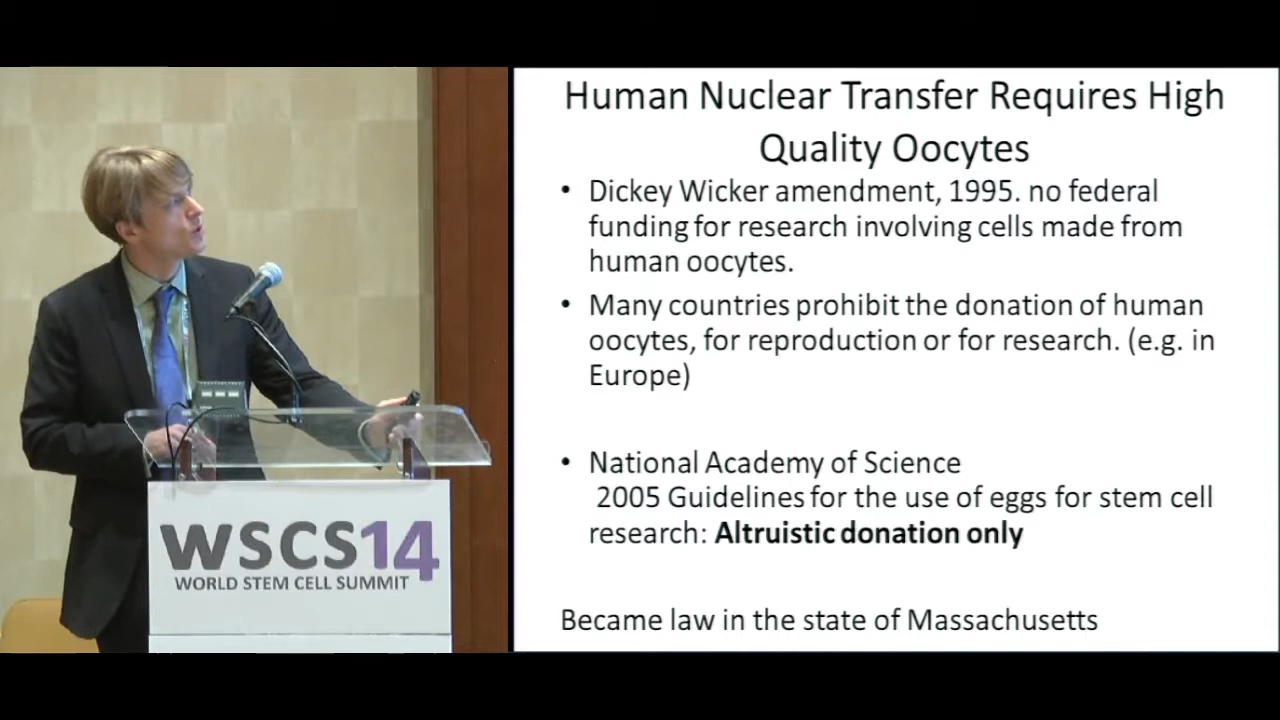 Human Nuclear Transfer Requires High
Quality Oocytes
• Dickey Wicker amendment, 1995. no federal
funding for research involving cells made from
human oocytes.
• Many countries prohibit the donation of human
oocytes, for reproduction or for research. (e.g. in
Europe)
• National Academy of Science
2005 Guidelines for the use of eggs for stem cell
research: Altruistic donation only
Became law in the state of Massachusetts
WSCS14
WORLD STEM CELL SUMMIT